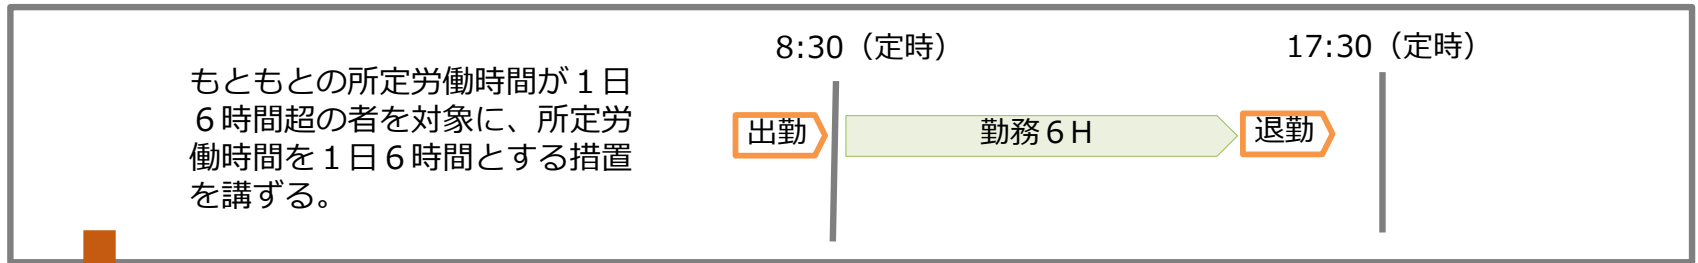 もともとの所定労働時間が１日
６時間超の者を対象に、所定労
働時間を１日６時間とする措置
を講ずる。
8:30（定時）
17:30（定時）
出勤
勤務６Ｈ
退勤